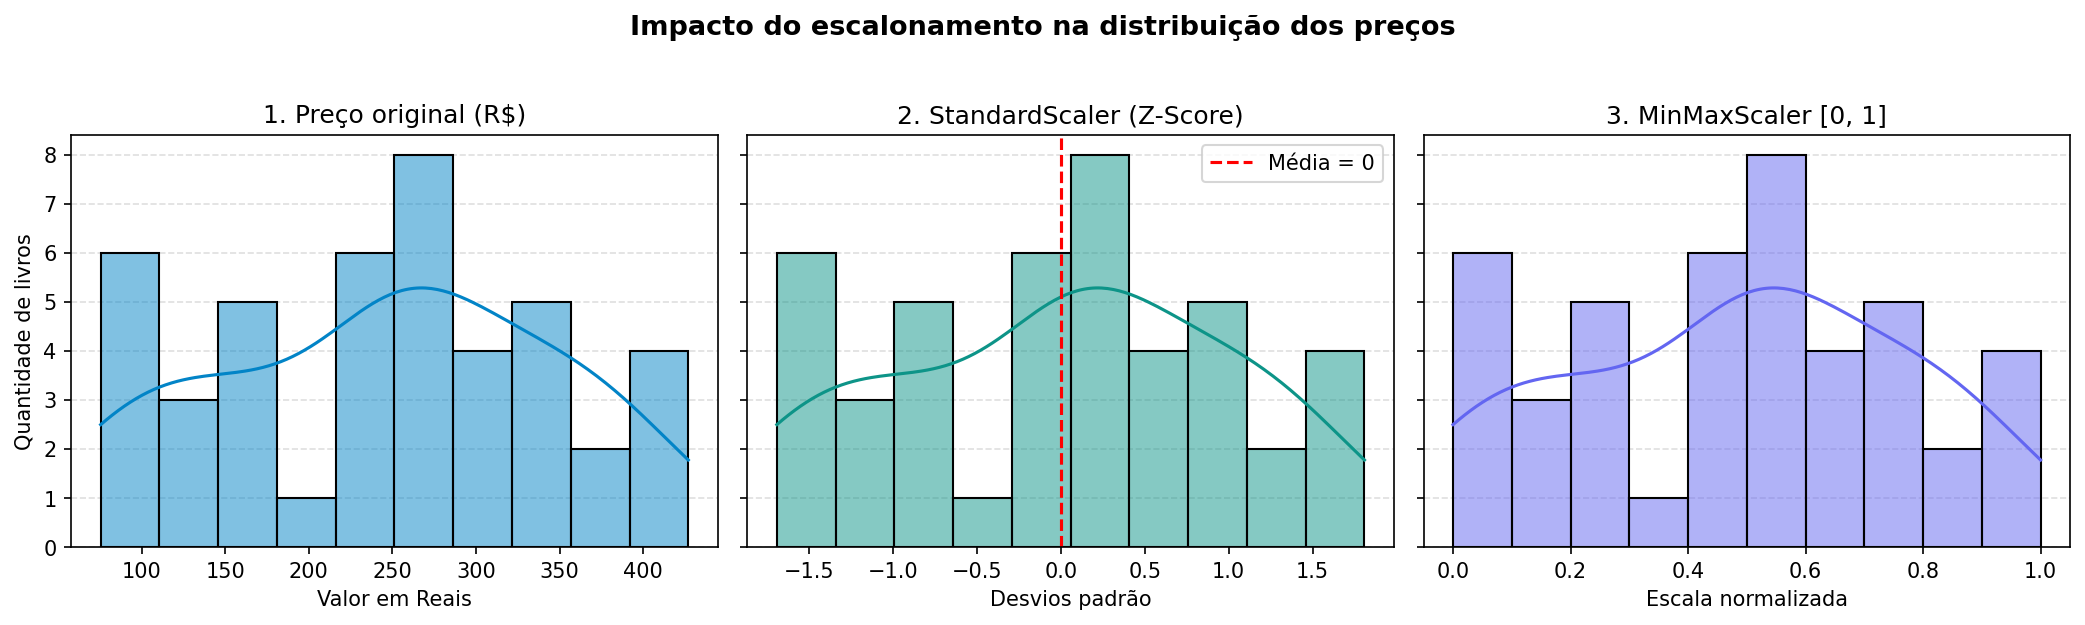 Impacto do escalonamento na distribuição dos preços
1. Preço original (R$)
Quantidade de livros
8
7
6
5
4
3
2
1
0
100 150 200 250 300 350 400
Valor em Reais
2. StandardScaler (Z-Score)
Média = 0
−1.5 −1.0 −0.5 0.0 0.5 1.0 1.5
Desvios padrão
3. MinMaxScaler [0, 1]
0.0 0.2 0.4 0.6 0.8 1.0
Escala normalizada